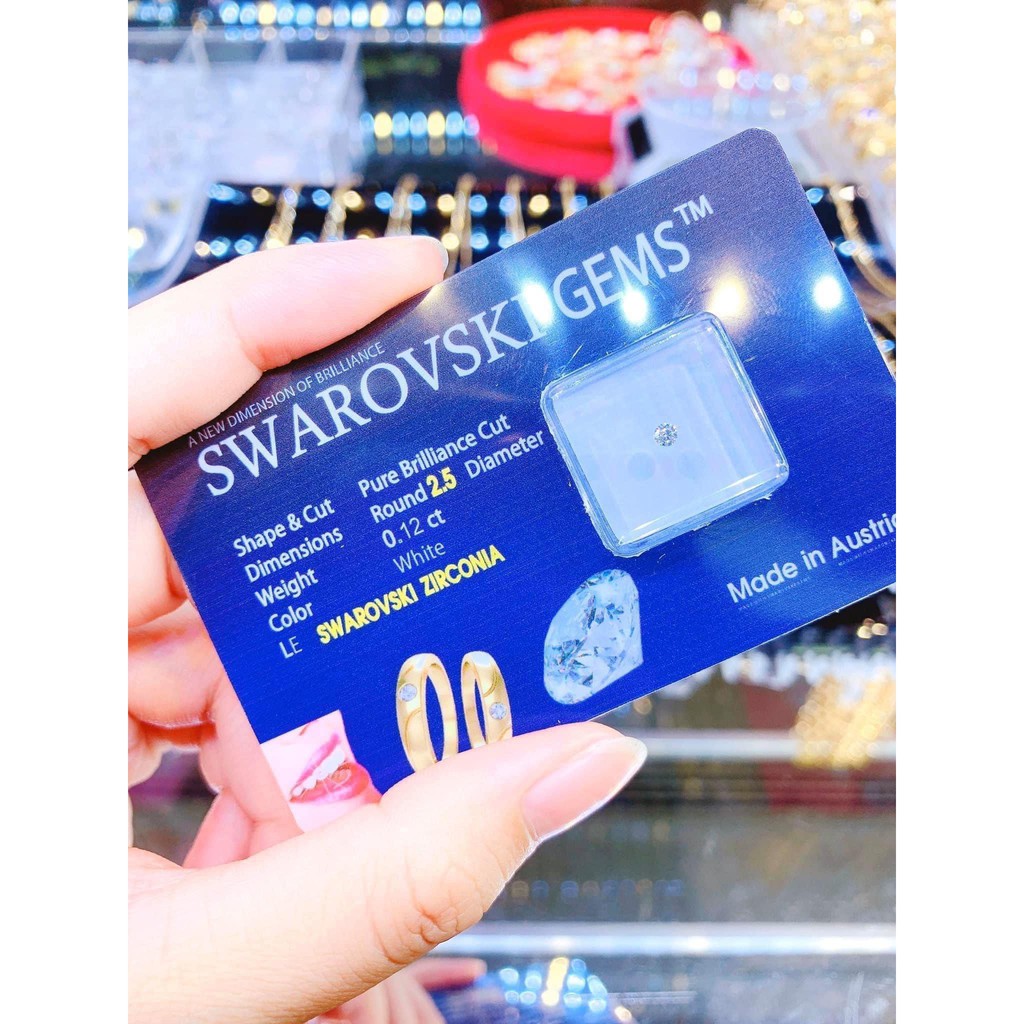 A NEW DIMENSION OF BRILLIANCE
SWAROVSKI GEMS™
Shape & Cut Pure Brilliance Cut
Dimensions Round 2.5 Diameter
Weight 0.12 ct
Color White
LE SWAROVSKI ZIRCONIA
Made in Austria